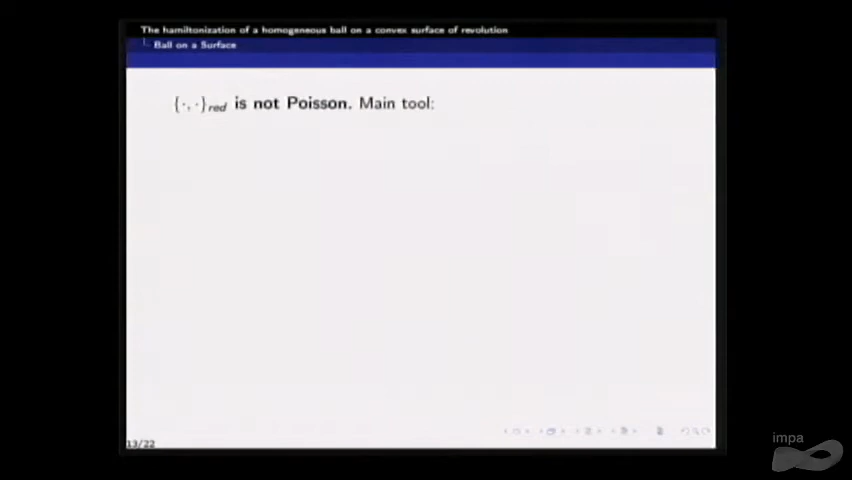 The hamiltonization of a homogeneous ball on a convex surface of revolution
Ball on a Surface
{·, ·}red is not Poisson. Main tool:
13/22
impa